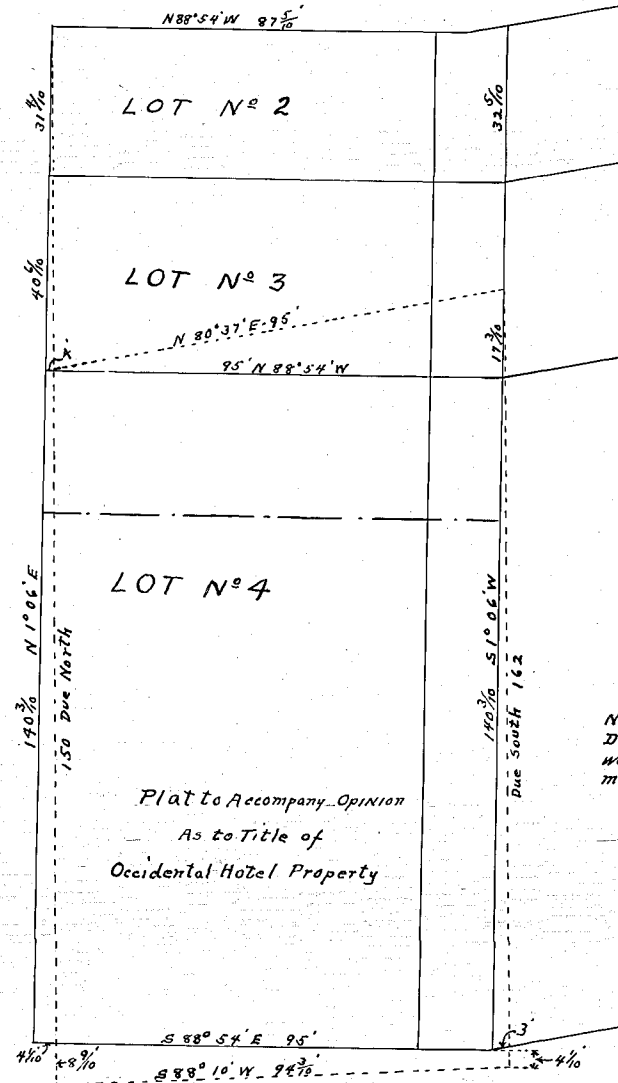 N 88° 54' W 87 5/10'
31 4/10
LOT Nº 2
32 5/10
40 6/10
LOT Nº 3
N 80° 37' E - 95'
17 3/10
95' N 88° 54' W
LOT Nº 4
N 1° 06' E
140 3/10
150 Due North
S 1° 06' W
140 3/10
Due South 162
N
D
w
m
Plat to Accompany Opinion
As to Title of
Occidental Hotel Property
3'
S 88° 54' E 95'
4 1/10'
8 9/10'
4 1/10'
S 88° 10' W 94 3/10'